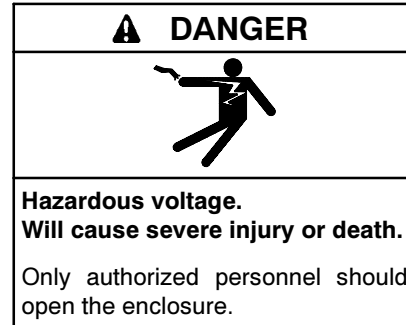 DANGER
Hazardous voltage.
Will cause severe injury or death.
Only authorized personnel should
open the enclosure.